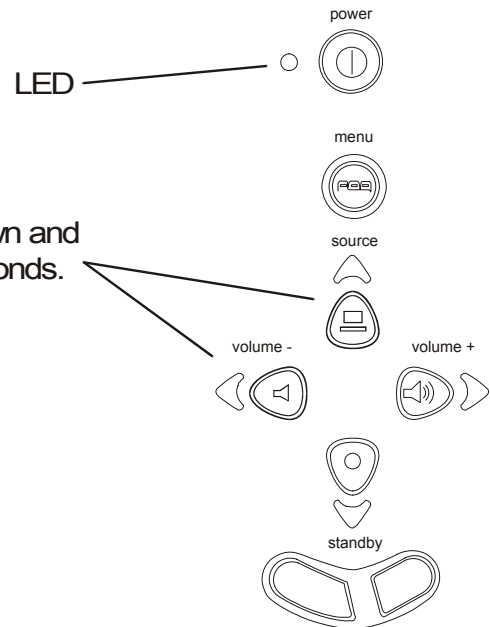 power
LED
menu
wn and
onds.
source
volume -
volume +
standby